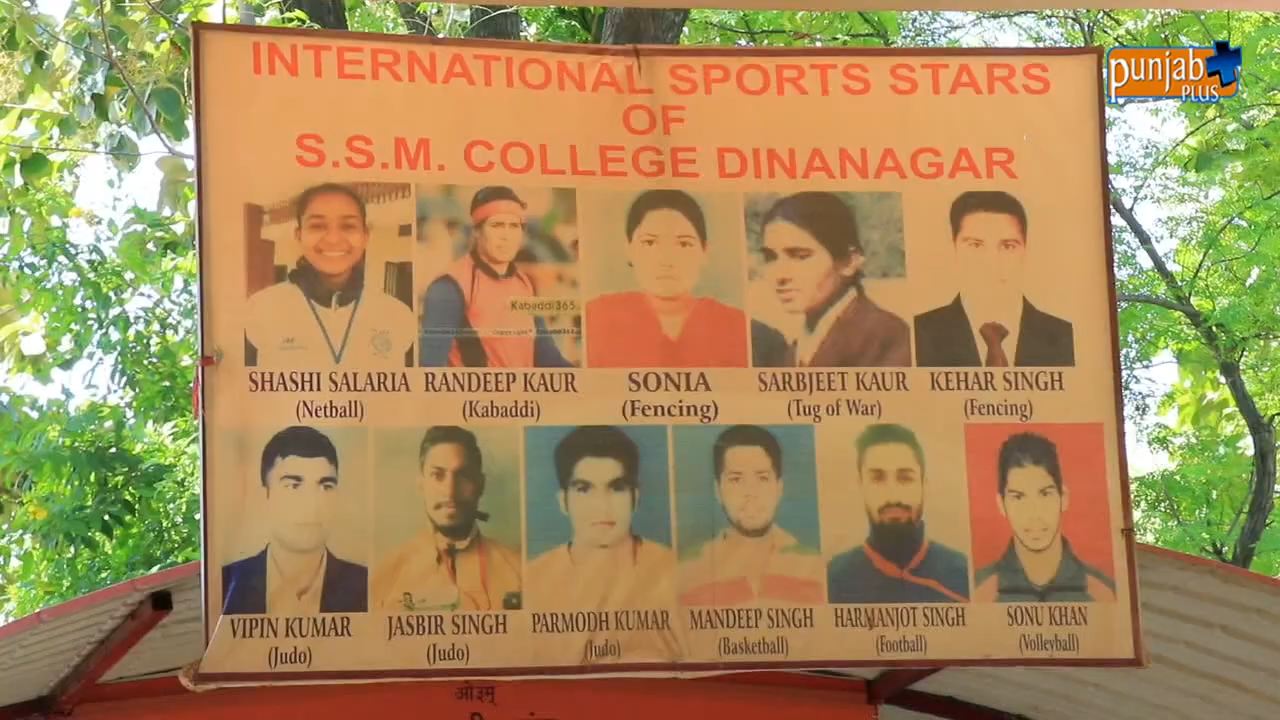 punjab
PLUS
INTERNATIONAL SPORTS STARS
OF
S.S.M. COLLEGE DINANAGAR
Kabaddi365
SHASHI SALARIA RANDEEP KAUR SONIA SARBJEET KAUR KEHAR SINGH
(Netball) (Kabaddi) (Fencing) (Tug of War) (Fencing)
VIPIN KUMAR JASBIR SINGH PARMODH KUMAR MANDEEP SINGH HARMANJOT SINGH SONU KHAN
(Judo) (Judo) (Judo) (Basketball) (Football) (Volleyball)
ओ३म्